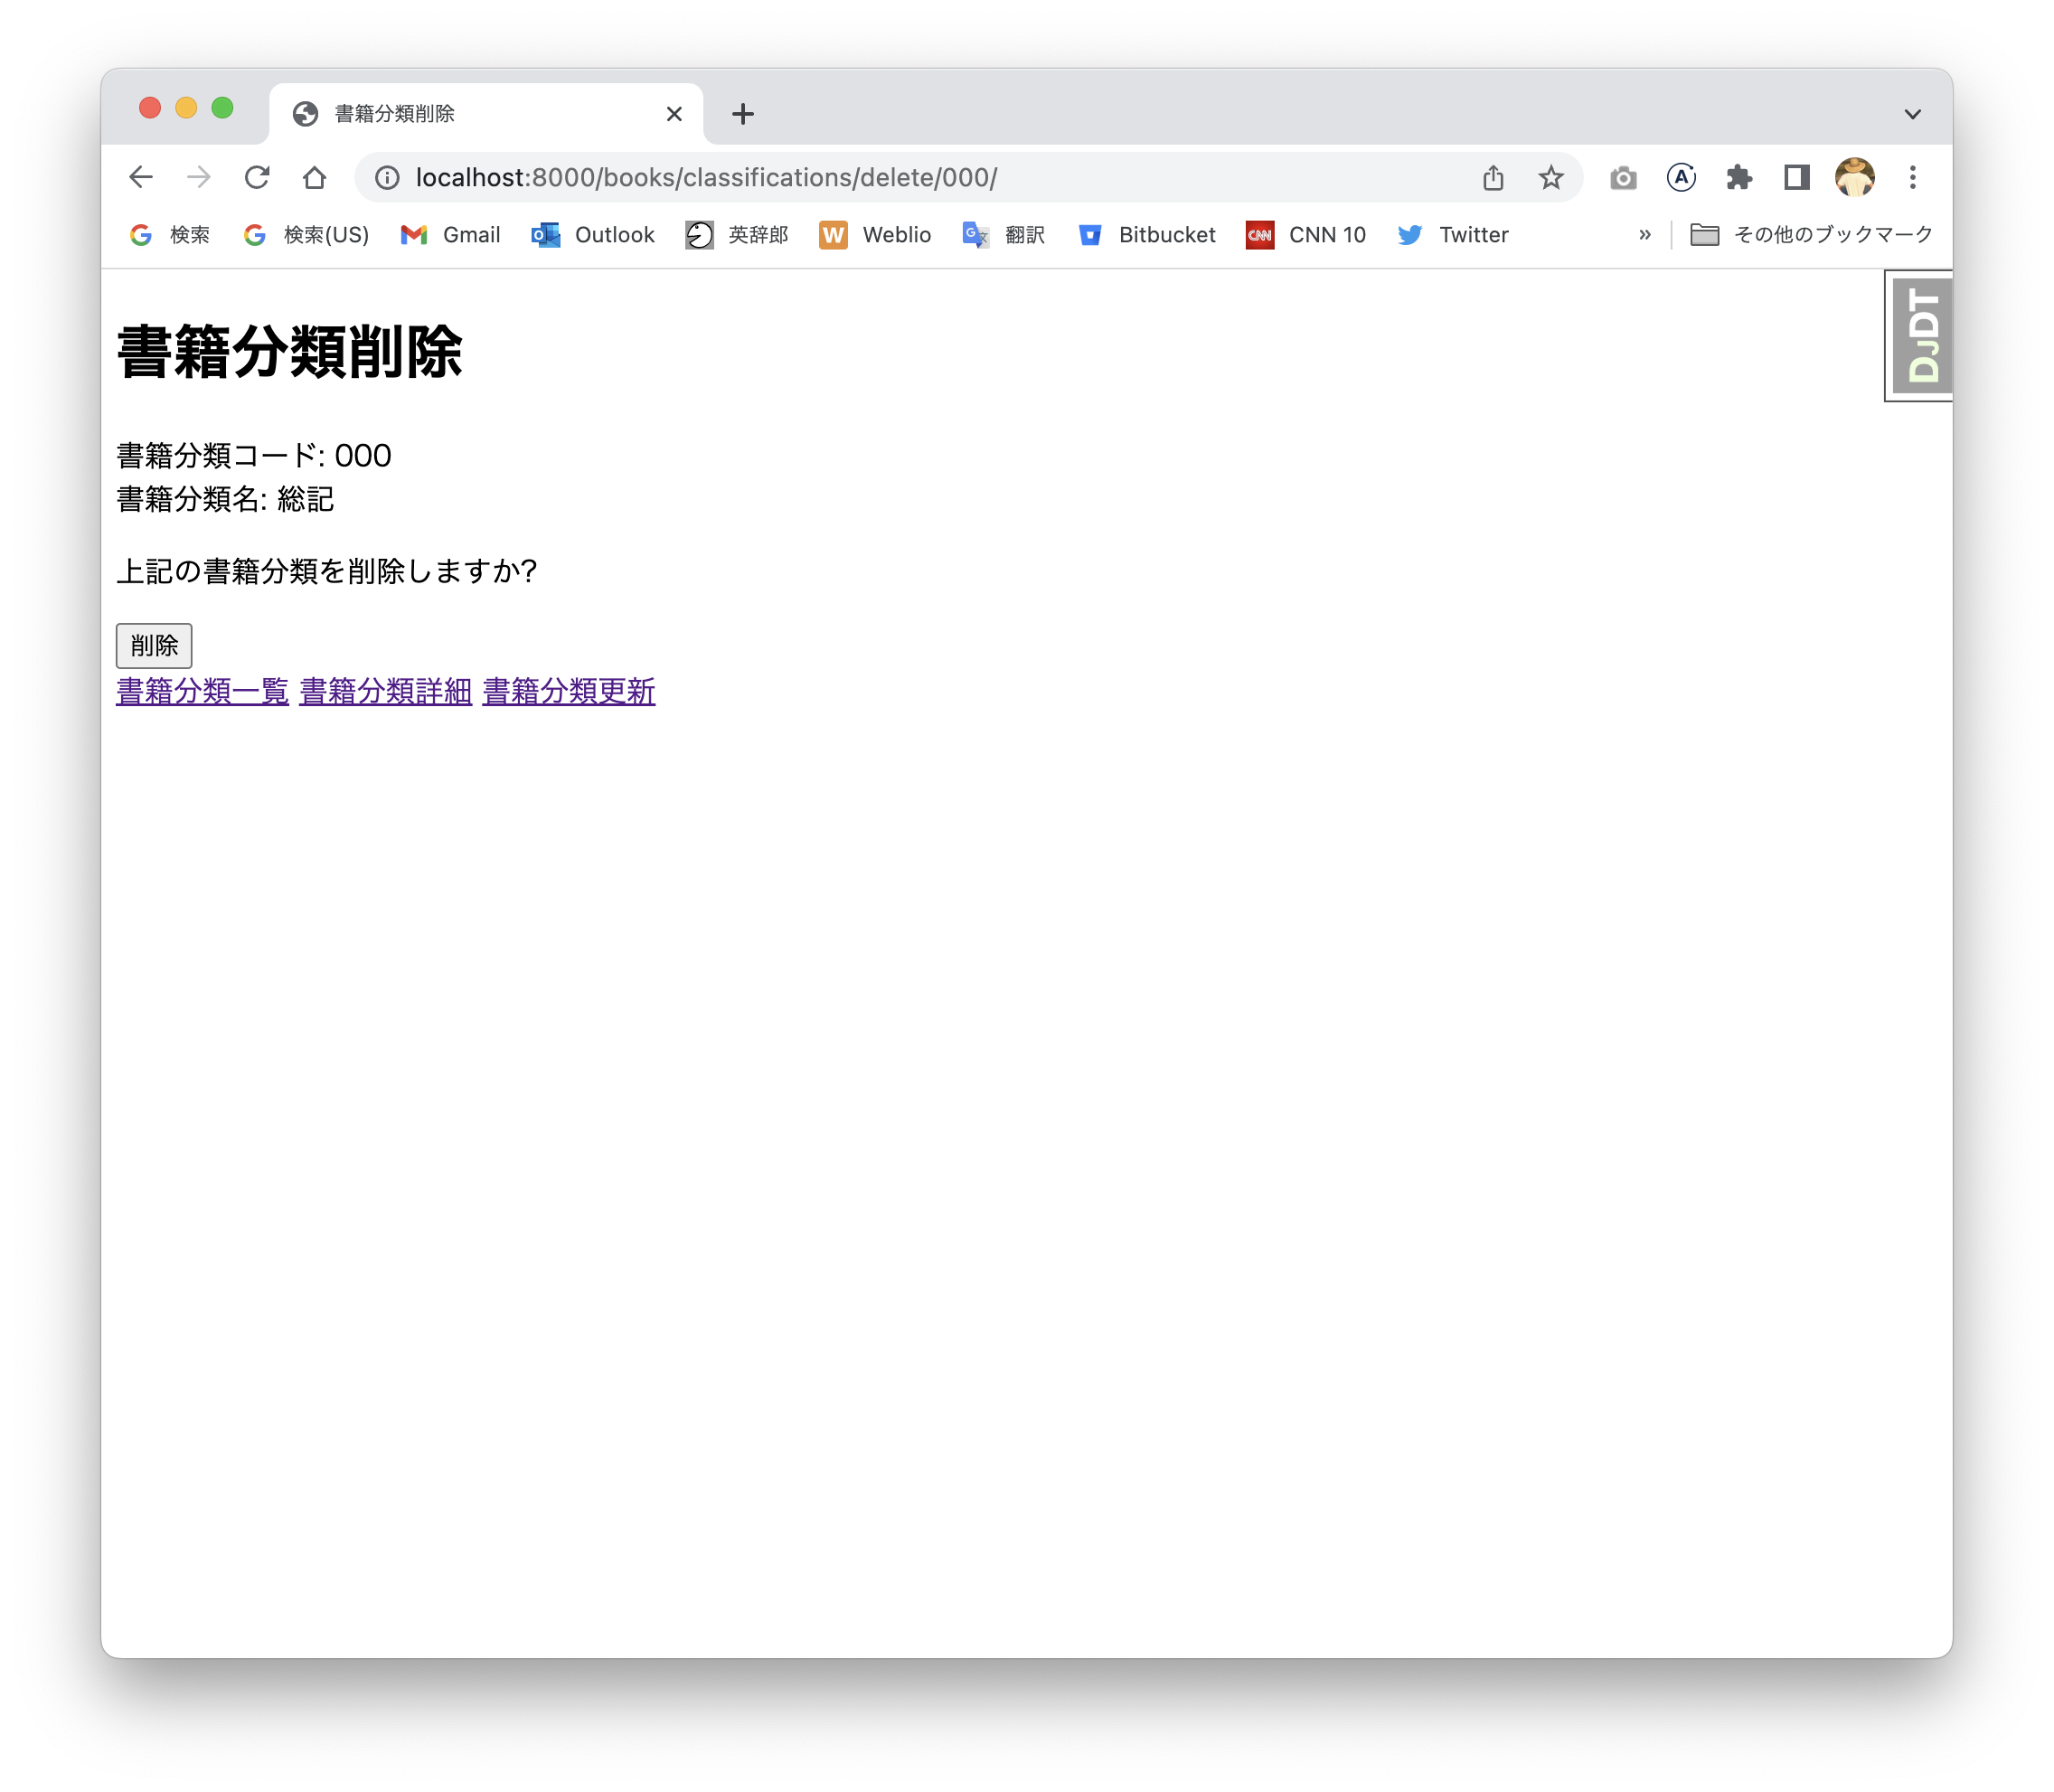 書籍分類削除
localhost:8000/books/classifications/delete/000/
検索 検索(US) Gmail Outlook 英辞郎 Weblio 翻訳 Bitbucket CNN 10 Twitter » その他のブックマーク
DJDT
書籍分類削除
書籍分類コード: 000
書籍分類名: 総記
上記の書籍分類を削除しますか?
削除
書籍分類一覧 書籍分類詳細 書籍分類更新